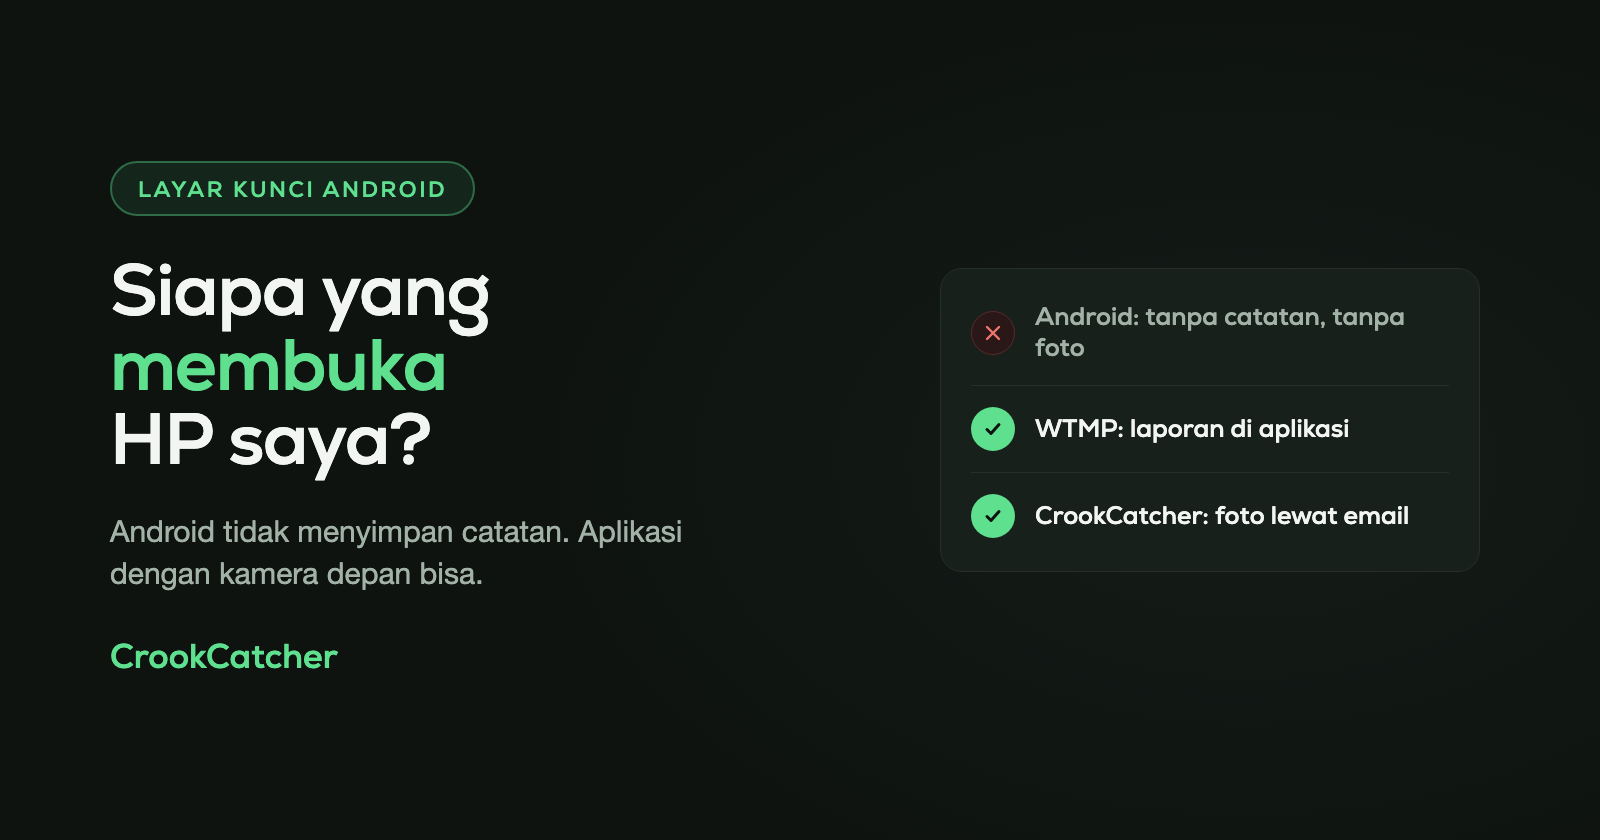 LAYAR KUNCI ANDROID
Siapa yang
membuka
HP saya?
Android tidak menyimpan catatan. Aplikasi
dengan kamera depan bisa.
CrookCatcher
Android: tanpa catatan, tanpa
foto
WTMP: laporan di aplikasi
CrookCatcher: foto lewat email